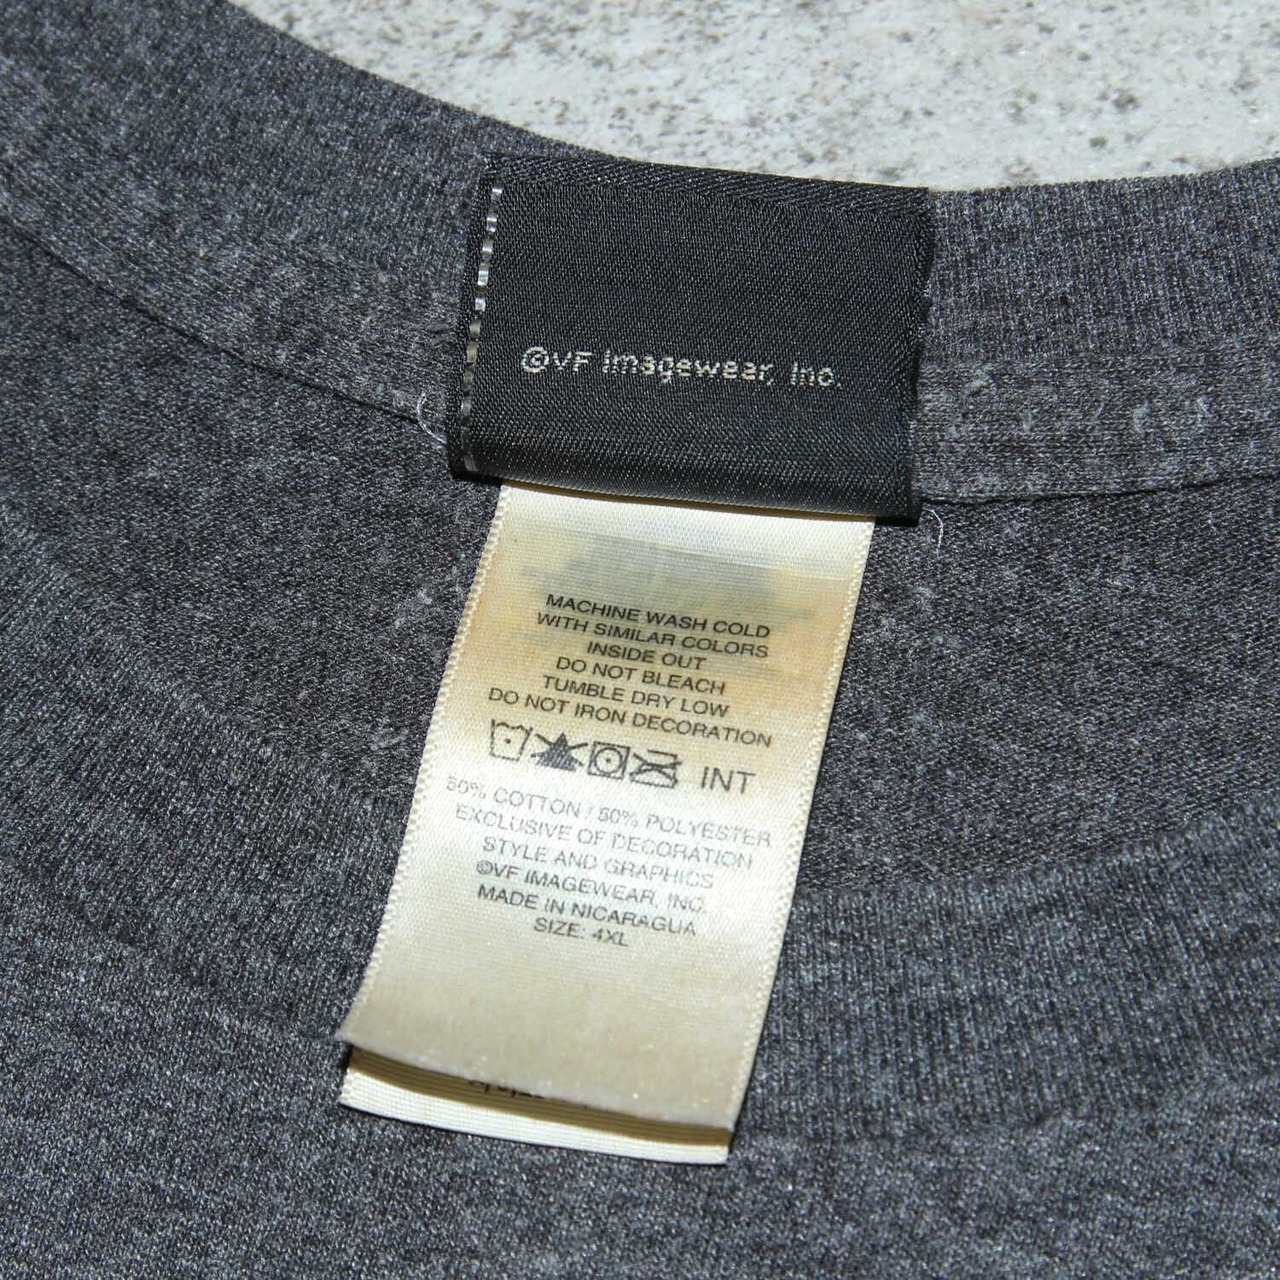 ©VF Imagewear, Inc.
MACHINE WASH COLD
WITH SIMILAR COLORS
INSIDE OUT
DO NOT BLEACH
TUMBLE DRY LOW
DO NOT IRON DECORATION
INT
50% COTTON / 50% POLYESTER
EXCLUSIVE OF DECORATION
STYLE AND GRAPHICS
©VF IMAGEWEAR, INC.
MADE IN NICARAGUA
SIZE: 4XL